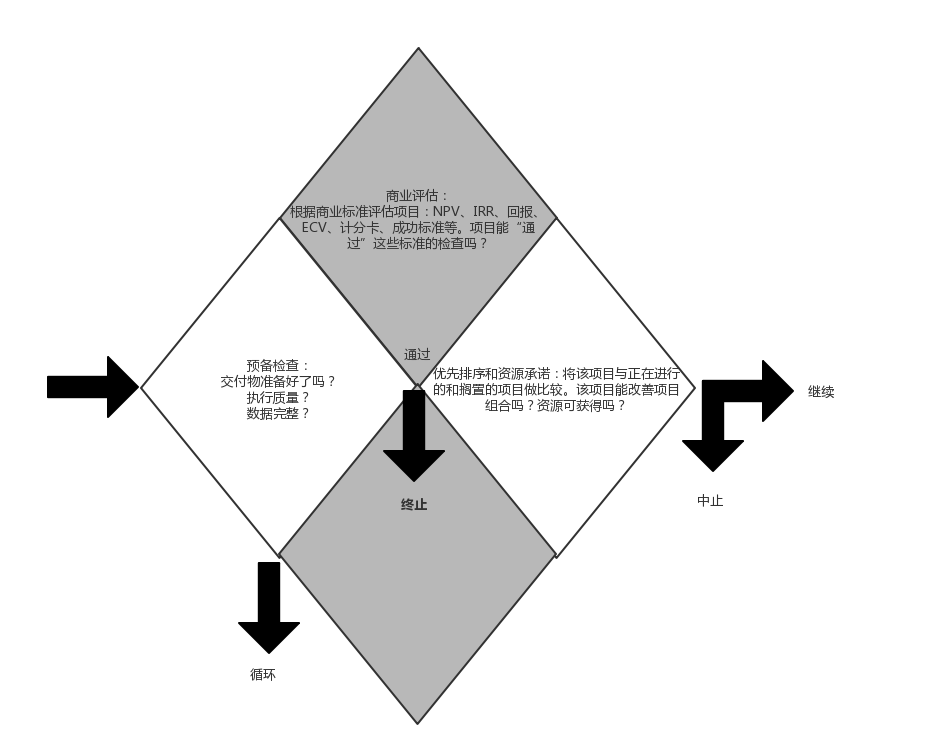 商业评估：
根据商业标准评估项目：NPV、IRR、回报、
ECV、计分卡、成功标准等。项目能“通
过”这些标准的检查吗？
通过
预备检查：
交付物准备好了吗？
执行质量？
数据完整？
优先排序和资源承诺：将该项目与正在进行
的和搁置的项目做比较。该项目能改善项目
组合吗？资源可获得吗？
继续
终止
中止
循环